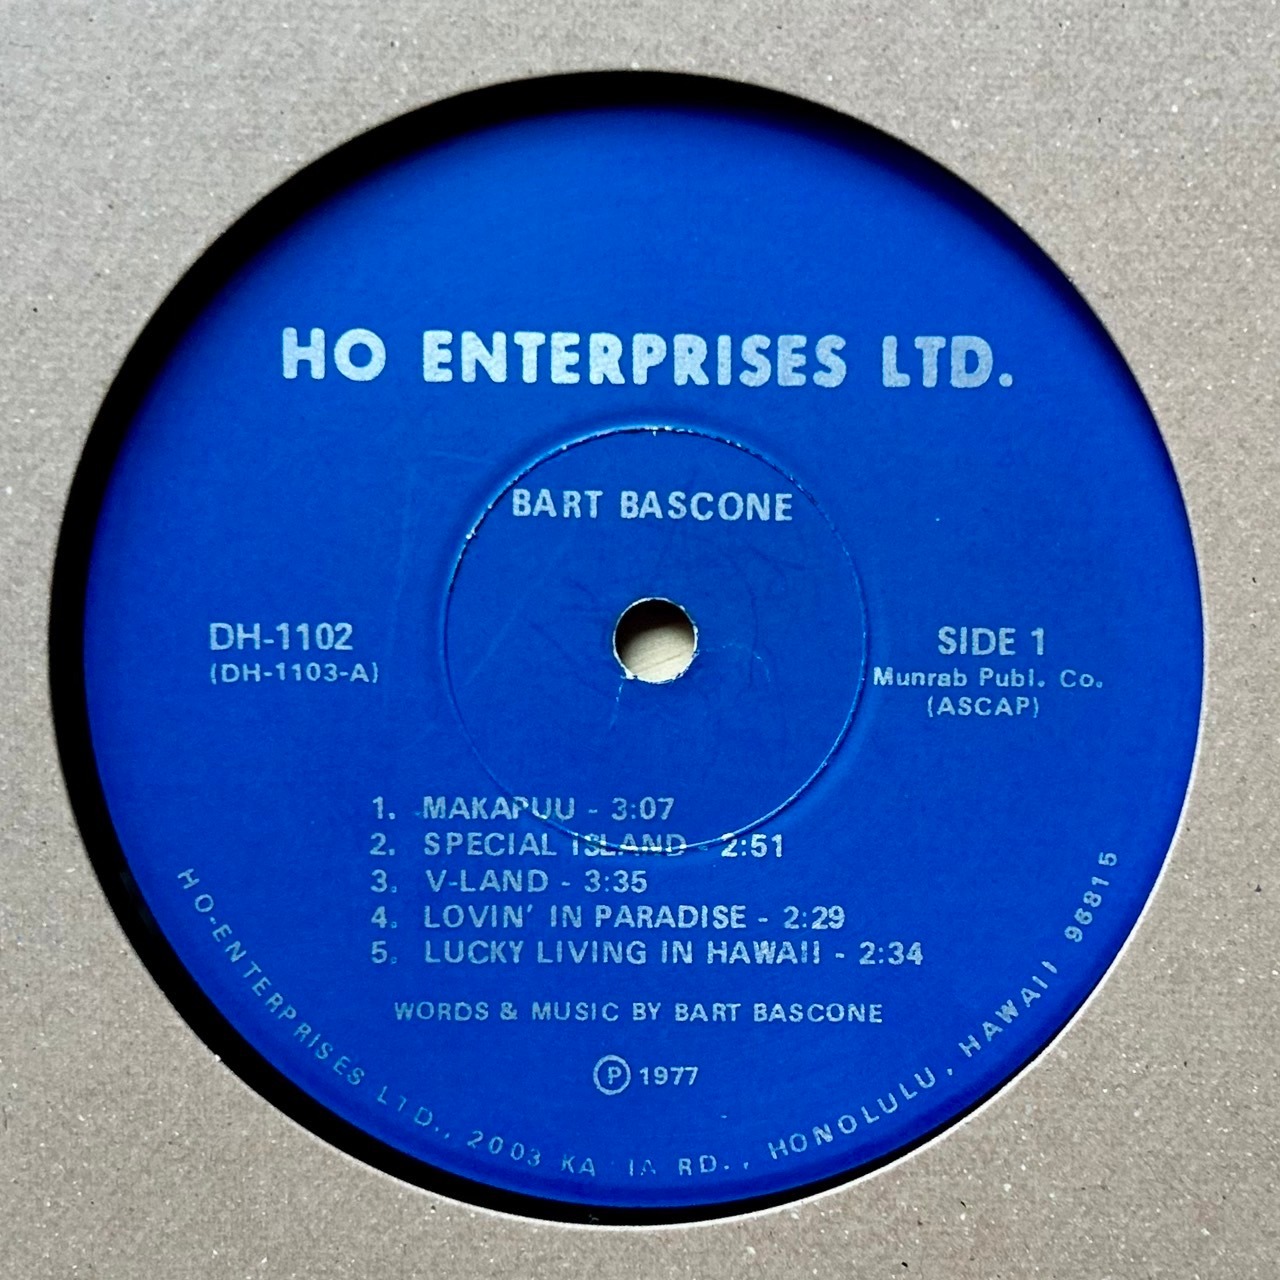 HO ENTERPRISES LTD.
BART BASCONE
DH-1102
(DH-1103-A)
SIDE 1
Munrab Publ. Co.
(ASCAP)
1. MAKAPUU - 3:07
2. SPECIAL ISLAND - 2:51
3. V-LAND - 3:35
4. LOVIN' IN PARADISE - 2:29
5. LUCKY LIVING IN HAWAII - 2:34
WORDS & MUSIC BY BART BASCONE
Ⓟ 1977
HO-ENTERPRISES LTD., 2003 RD., HONOLULU, HAWAII 96815